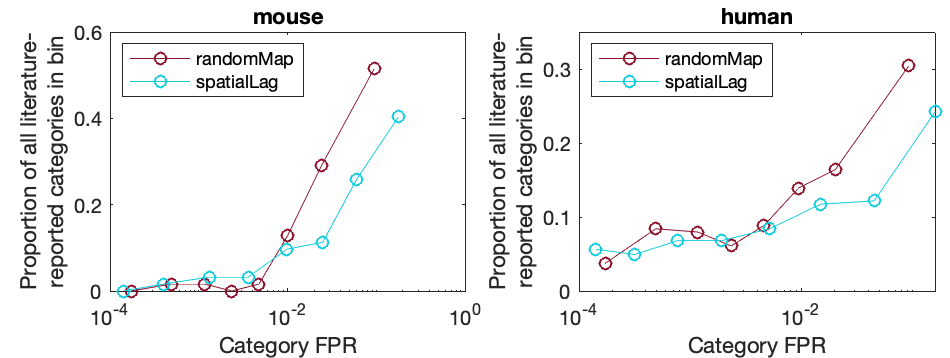 mouse
Proportion of all literature-
reported categories in bin
0.6
0.4
0.2
0
randomMap
spatialLag
10^-4
10^-2
10^0
Category FPR
human
Proportion of all literature-
reported categories in bin
0.3
0.2
0.1
0
randomMap
spatialLag
10^-4
10^-2
Category FPR